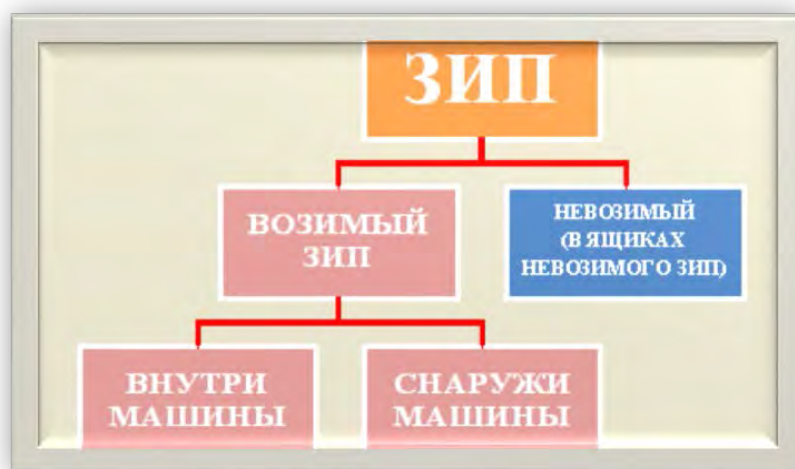 ЗИП
ВОЗИМЫЙ
ЗИП
НЕВОЗИМЫЙ
(В ЯЩИКАХ
НЕВОЗИМОГО ЗИП)
ВНУТРИ
МАШИНЫ
СНАРУЖИ
МАШИНЫ